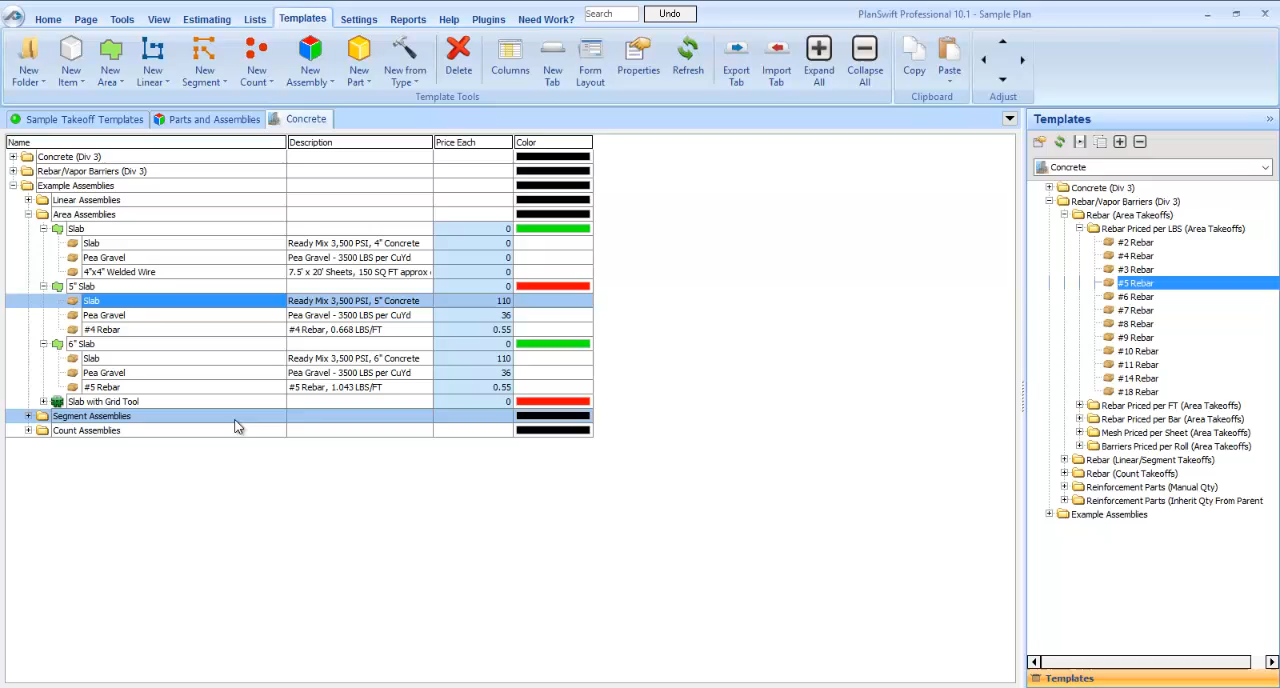 Home Page Tools View Estimating Lists Templates Settings Reports Help Plugins Need Work? Search Undo PlanSwift Professional 10.1 - Sample Plan
New Folder New Item New Area New Linear New Segment New Count New Assembly New Part New from Type Delete Columns New Tab Form Layout Properties Refresh Export Tab Import Tab Expand All Collapse All Copy Paste
Template Tools Clipboard Adjust
Sample Takeoff Templates Parts and Assemblies Concrete
Name Description Price Each Color
Concrete (Div 3)
Rebar/Vapor Barriers (Div 3)
Example Assemblies
Linear Assemblies
Area Assemblies
Slab 0
Slab Ready Mix 3,500 PSI, 4" Concrete 0
Pea Gravel Pea Gravel - 3500 LBS per CuYd 0
4"x4" Welded Wire 7.5' x 20' Sheets, 150 SQ FT approx 0
5" Slab 0
Slab Ready Mix 3,500 PSI, 5" Concrete 110
Pea Gravel Pea Gravel - 3500 LBS per CuYd 36
#4 Rebar #4 Rebar, 0.668 LBS/FT 0.55
6" Slab 0
Slab Ready Mix 3,500 PSI, 6" Concrete 110
Pea Gravel Pea Gravel - 3500 LBS per CuYd 36
#5 Rebar #5 Rebar, 1.043 LBS/FT 0.55
Slab with Grid Tool 0
Segment Assemblies
Count Assemblies
Templates
Concrete
Concrete (Div 3)
Rebar/Vapor Barriers (Div 3)
Rebar (Area Takeoffs)
Rebar Priced per LBS (Area Takeoffs)
#2 Rebar
#4 Rebar
#3 Rebar
#5 Rebar
#6 Rebar
#7 Rebar
#8 Rebar
#9 Rebar
#10 Rebar
#11 Rebar
#14 Rebar
#18 Rebar
Rebar Priced per FT (Area Takeoffs)
Rebar Priced per Bar (Area Takeoffs)
Mesh Priced per Sheet (Area Takeoffs)
Barriers Priced per Roll (Area Takeoffs)
Rebar (Linear/Segment Takeoffs)
Rebar (Count Takeoffs)
Reinforcement Parts (Manual Qty)
Reinforcement Parts (Inherit Qty From Parent
Example Assemblies
Templates